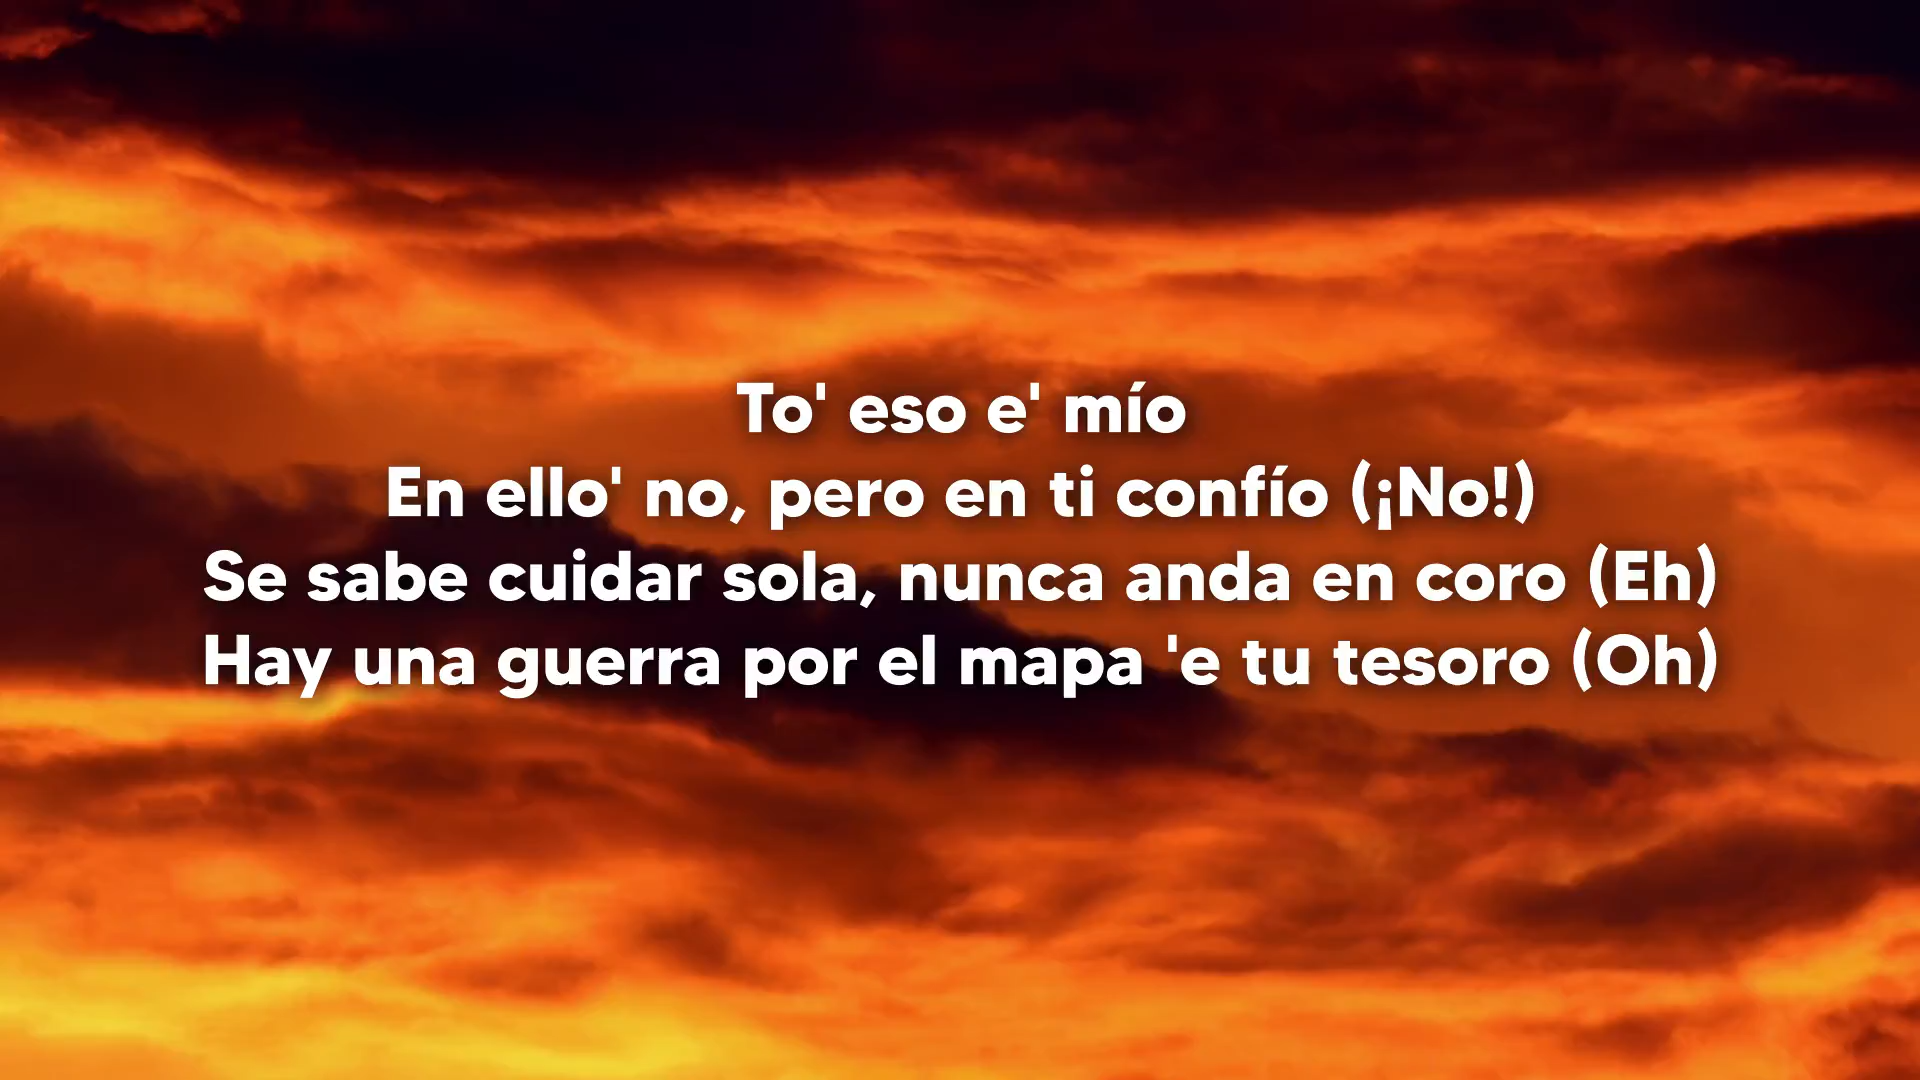 To' eso e' mío
En ello' no, pero en ti confío (¡No!)
Se sabe cuidar sola, nunca anda en coro (Eh)
Hay una guerra por el mapa 'e tu tesoro (Oh)